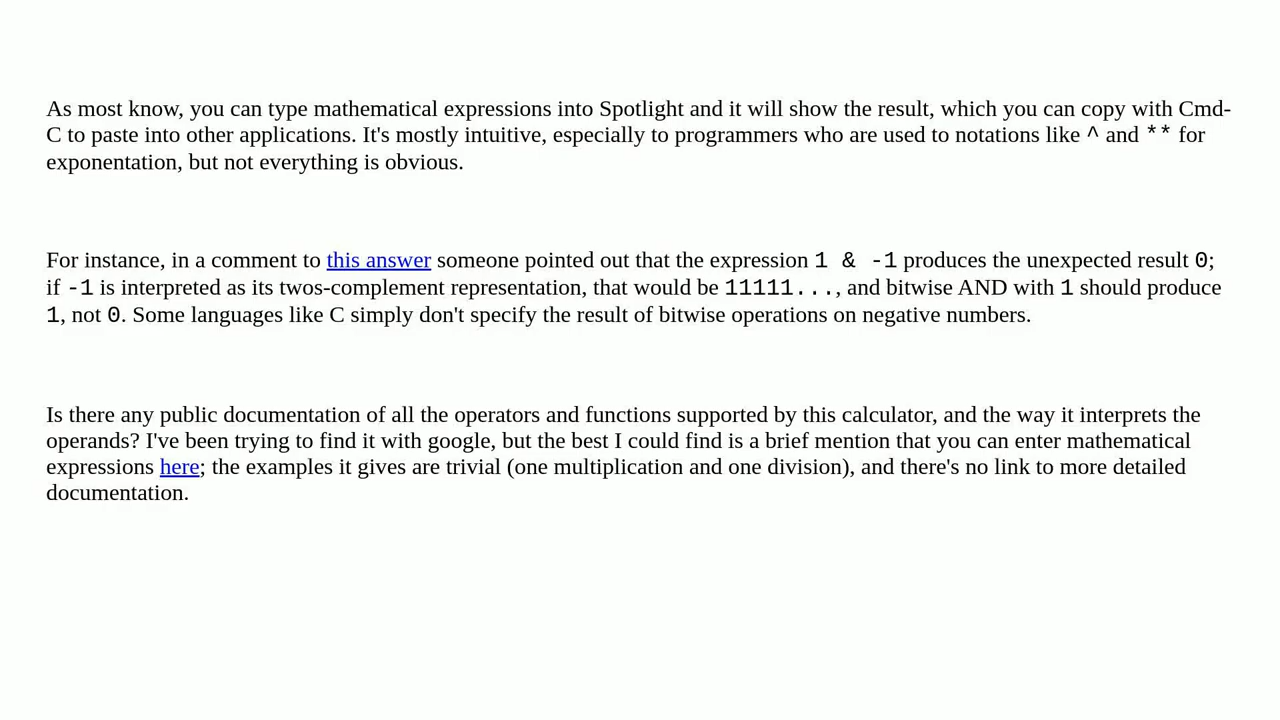 As most know, you can type mathematical expressions into Spotlight and it will show the result, which you can copy with Cmd-
C to paste into other applications. It's mostly intuitive, especially to programmers who are used to notations like ^ and ** for
exponentation, but not everything is obvious.
For instance, in a comment to this answer someone pointed out that the expression 1 & -1 produces the unexpected result 0;
if -1 is interpreted as its twos-complement representation, that would be 11111..., and bitwise AND with 1 should produce
1, not 0. Some languages like C simply don't specify the result of bitwise operations on negative numbers.
Is there any public documentation of all the operators and functions supported by this calculator, and the way it interprets the
operands? I've been trying to find it with google, but the best I could find is a brief mention that you can enter mathematical
expressions here; the examples it gives are trivial (one multiplication and one division), and there's no link to more detailed
documentation.